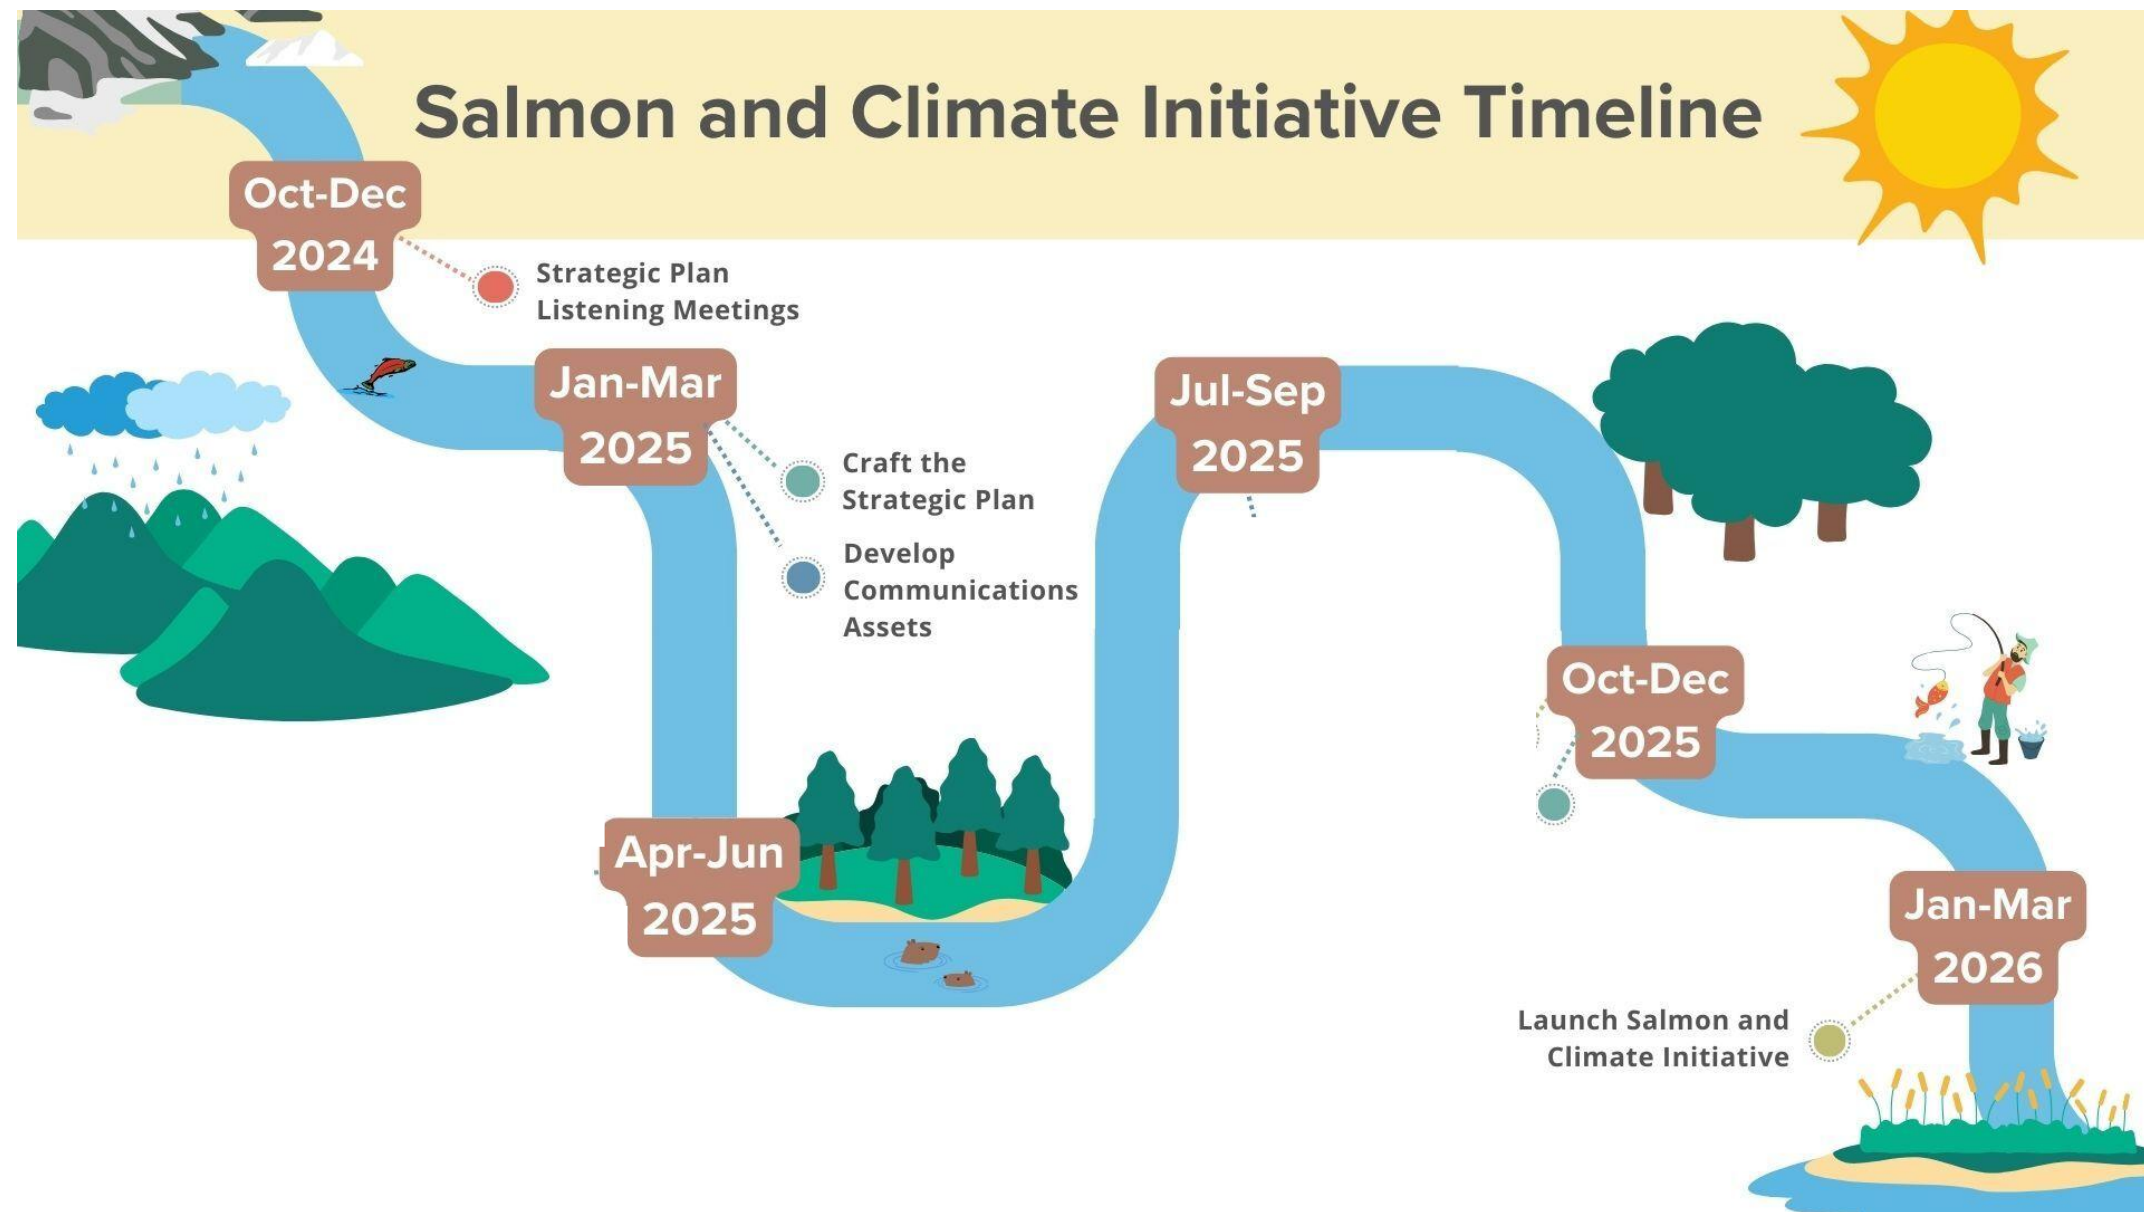 Salmon and Climate Initiative Timeline
Oct-Dec
2024
Strategic Plan
Listening Meetings
Jan-Mar
2025
Craft the
Strategic Plan
Develop
Communications
Assets
Apr-Jun
2025
Jul-Sep
2025
Oct-Dec
2025
Jan-Mar
2026
Launch Salmon and
Climate Initiative